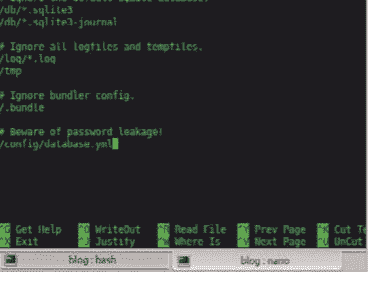 /db/*.sqlite3
/db/*.sqlite3-journal
# Ignore all logfiles and tempfiles.
/log/*.log
/tmp
# Ignore bundler config.
/.bundle
# Beware of password leakage!
/config/database.yml
^G Get Help ^O WriteOut ^R Read File ^Y Prev Page ^K Cut Te
^X Exit ^J Justify ^W Where Is ^V Next Page ^U UnCut
blog : bash blog : nano